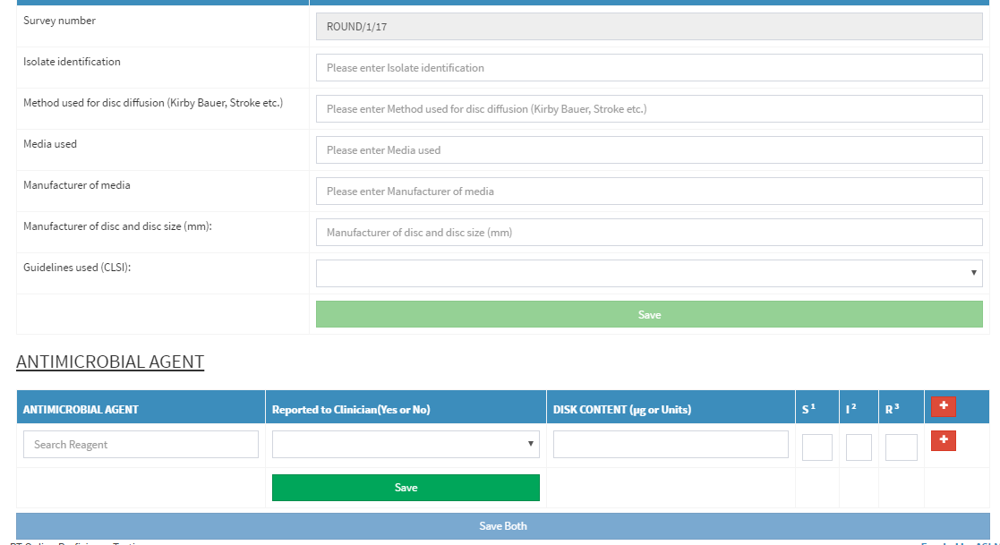 Survey number
ROUND/1/17
Isolate identification
Please enter Isolate identification
Method used for disc diffusion (Kirby Bauer, Stroke etc.)
Please enter Method used for disc diffusion (Kirby Bauer, Stroke etc.)
Media used
Please enter Media used
Manufacturer of media
Please enter Manufacturer of media
Manufacturer of disc and disc size (mm):
Manufacturer of disc and disc size (mm)
Guidelines used (CLSI):
Save
ANTIMICROBIAL AGENT
ANTIMICROBIAL AGENT Reported to Clinician(Yes or No) DISK CONTENT (µg or Units) S 1 I 2 R 3
Search Reagent
Save
Save Both